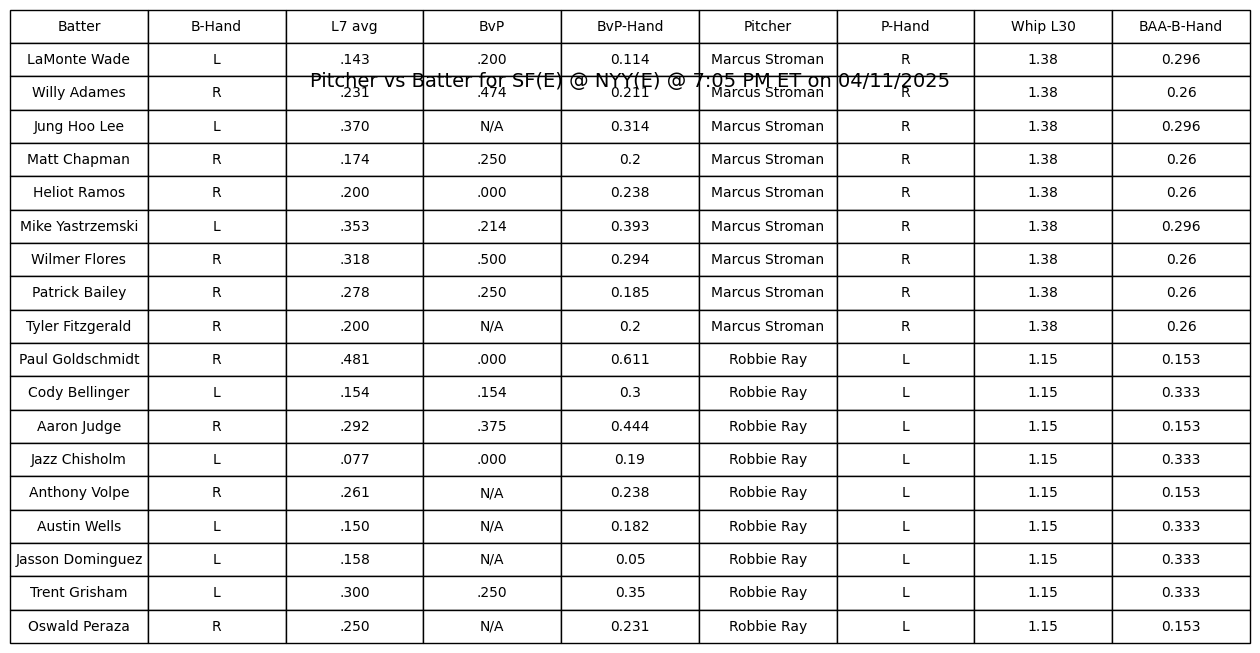 Batter B-Hand L7 avg BvP BvP-Hand Pitcher P-Hand Whip L30 BAA-B-Hand
LaMonte Wade L .143 .200 0.114 Marcus Stroman R 1.38 0.296
Pitcher vs Batter for SF(E) @ NYY(E) @ 7:05 PM ET on 04/11/2025
Willy Adames R .231 .474 0.211 Marcus Stroman R 1.38 0.26
Jung Hoo Lee L .370 N/A 0.314 Marcus Stroman R 1.38 0.296
Matt Chapman R .174 .250 0.2 Marcus Stroman R 1.38 0.26
Heliot Ramos R .200 .000 0.238 Marcus Stroman R 1.38 0.26
Mike Yastrzemski L .353 .214 0.393 Marcus Stroman R 1.38 0.296
Wilmer Flores R .318 .500 0.294 Marcus Stroman R 1.38 0.26
Patrick Bailey R .278 .250 0.185 Marcus Stroman R 1.38 0.26
Tyler Fitzgerald R .200 N/A 0.2 Marcus Stroman R 1.38 0.26
Paul Goldschmidt R .481 .000 0.611 Robbie Ray L 1.15 0.153
Cody Bellinger L .154 .154 0.3 Robbie Ray L 1.15 0.333
Aaron Judge R .292 .375 0.444 Robbie Ray L 1.15 0.153
Jazz Chisholm L .077 .000 0.19 Robbie Ray L 1.15 0.333
Anthony Volpe R .261 N/A 0.238 Robbie Ray L 1.15 0.153
Austin Wells L .150 N/A 0.182 Robbie Ray L 1.15 0.333
Jasson Dominguez L .158 N/A 0.05 Robbie Ray L 1.15 0.333
Trent Grisham L .300 .250 0.35 Robbie Ray L 1.15 0.333
Oswald Peraza R .250 N/A 0.231 Robbie Ray L 1.15 0.153